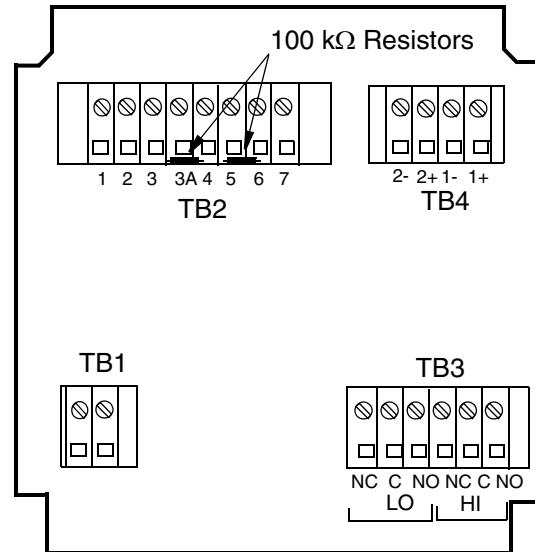 100 kΩ Resistors
1 2 3 3A 4 5 6 7
TB2
2- 2+ 1- 1+
TB4
TB1
TB3
NC C NO NC C NO
LO HI